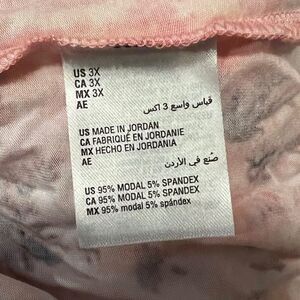 US 3X
CA 3X
MX 3X
AE قياس واسع 3 اكس
US MADE IN JORDAN
CA FABRIQUÉ EN JORDANIE
MX HECHO EN JORDANIA
AE صُنع في الأردن
US 95% MODAL 5% SPANDEX
CA 95% MODAL 5% SPANDEX
MX 95% modal 5% spándex